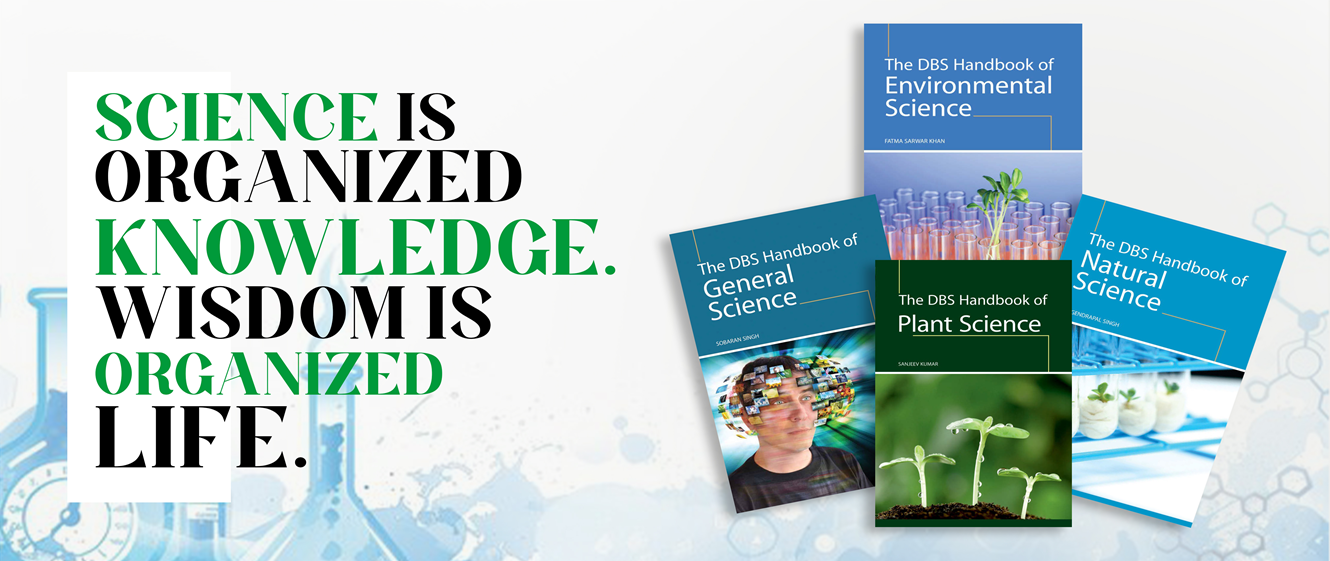 SCIENCE IS
ORGANIZED
KNOWLEDGE.
WISDOM IS
ORGANIZED
LIFE.
The DBS Handbook of
Environmental
Science
FATMA SARWAR KHAN
The DBS Handbook of
General
Science
SOBARAN SINGH
The DBS Handbook of
Plant Science
SANJEEV KUMAR
The DBS Handbook of
Natural
Science
SINGH